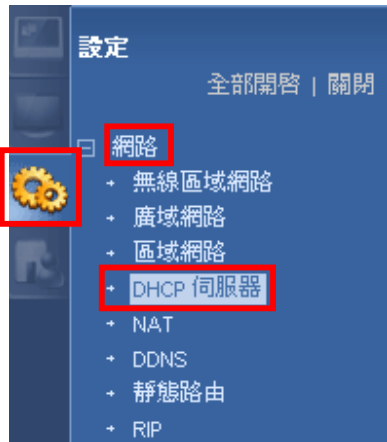 設定
全部開啓 | 關閉
網路
無線區域網路
廣域網路
區域網路
DHCP 伺服器
NAT
DDNS
靜態路由
RIP